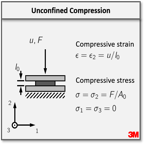 Unconfined Compression
u, F
Compressive strain
ϵ = ϵ₂ = u/l₀
l₀
Compressive stress
σ = σ₂ = F/A₀
σ₁ = σ₃ = 0
2
3
1
3M